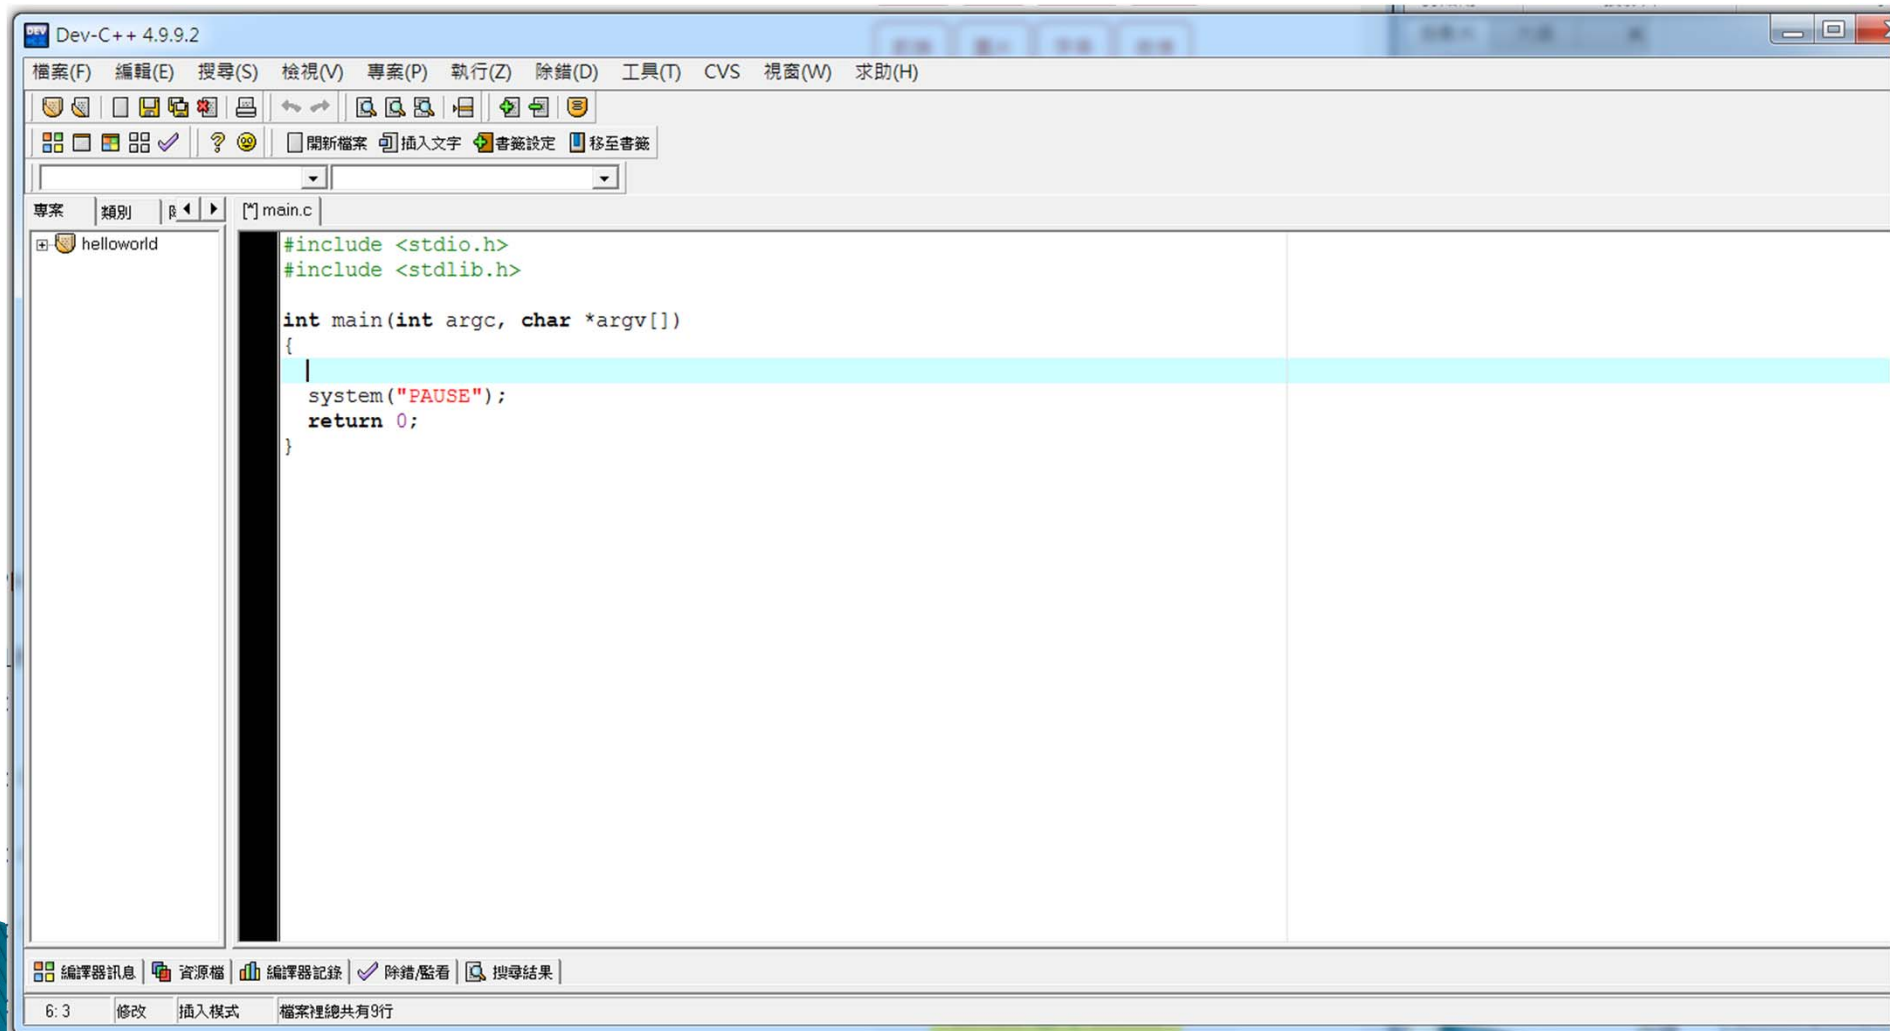 Dev-C++ 4.9.9.2
檔案(F) 編輯(E) 搜尋(S) 檢視(V) 專案(P) 執行(Z) 除錯(D) 工具(T) CVS 視窗(W) 求助(H)
開新檔案 插入文字 書籤設定 移至書籤
專案 類別 [*] main.c
helloworld
#include <stdio.h>
#include <stdlib.h>
int main(int argc, char *argv[])
{
system("PAUSE");
return 0;
}
編譯器訊息 資源檔 編譯器記錄 除錯/監看 搜尋結果
6: 3 修改 插入模式 檔案裡總共有9行